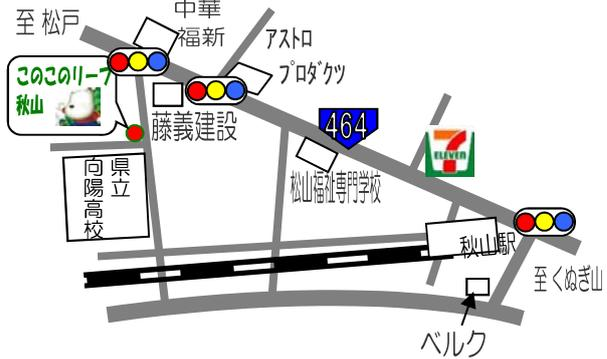 至 松戸
中華
福新
アストロ
プロダクツ
このこのリーフ
秋山
藤義建設
464
7
ELEVEN
松山福祉専門学校
県立
向陽高校
秋山駅
至 くぬぎ山
ベルク